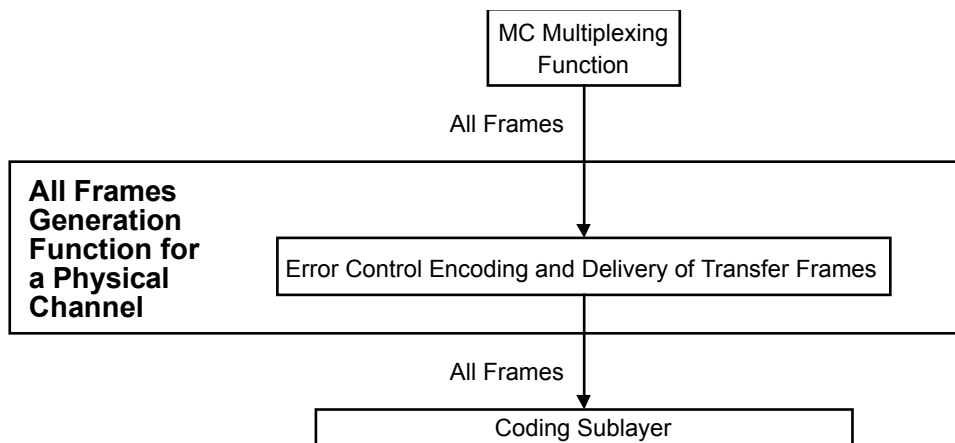 MC Multiplexing
Function
All Frames
All Frames
Generation
Function for
a Physical
Channel
Error Control Encoding and Delivery of Transfer Frames
All Frames
Coding Sublayer